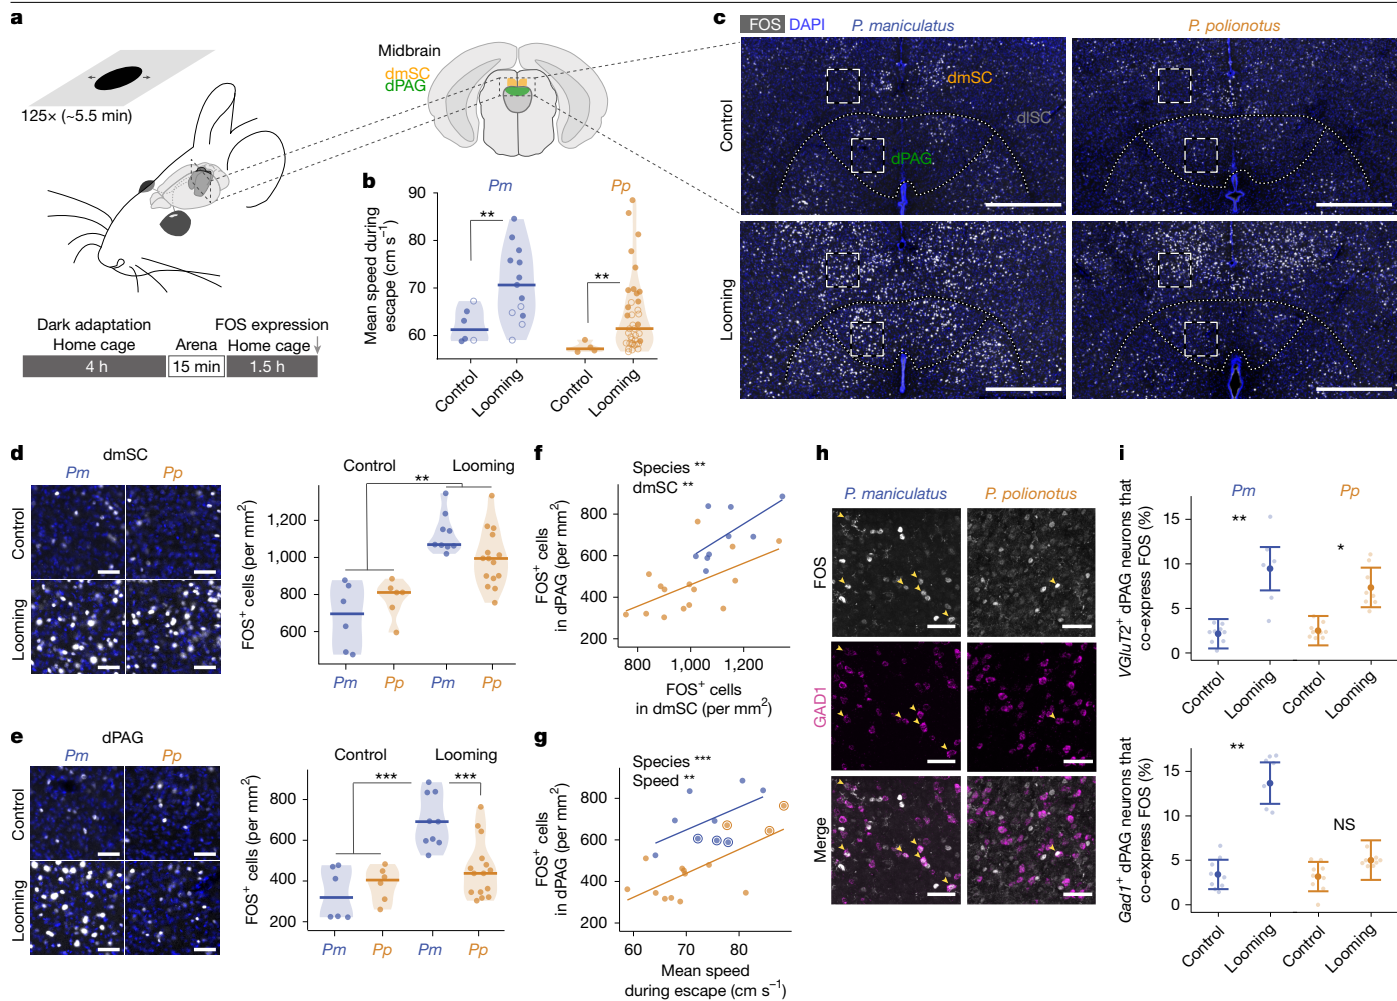 a
125× (~5.5 min)
Midbrain
dmSC
dPAG
Dark adaptation
Home cage
Arena
FOS expression
Home cage
4 h
15 min
1.5 h
b
Pm
Pp
Mean speed during
escape (cm s⁻¹)
90
80
70
60
**
**
Control
Looming
Control
Looming
c
FOS DAPI
P. maniculatus
P. polionotus
Control
Looming
dmSC
dlSC
dPAG
d
dmSC
Pm
Pp
Control
Looming
FOS⁺ cells (per mm²)
1,200
1,000
800
600
Control
Looming
**
Pm
Pp
Pm
Pp
e
dPAG
Pm
Pp
Control
Looming
FOS⁺ cells (per mm²)
800
600
400
200
Control
Looming
***
***
Pm
Pp
Pm
Pp
f
Species **
dmSC **
FOS⁺ cells
in dPAG (per mm²)
800
600
400
200
800
1,000
1,200
FOS⁺ cells
in dmSC (per mm²)
g
Species ***
Speed **
FOS⁺ cells
in dPAG (per mm²)
800
600
400
200
60
70
80
Mean speed
during escape (cm s⁻¹)
h
P. maniculatus
P. polionotus
FOS
GAD1
Merge
i
Pm
Pp
VGluT2⁺ dPAG neurons that
co-express FOS (%)
15
10
5
0
**
*
Control
Looming
Control
Looming
Gad1⁺ dPAG neurons that
co-express FOS (%)
15
10
5
0
**
NS
Control
Looming
Control
Looming